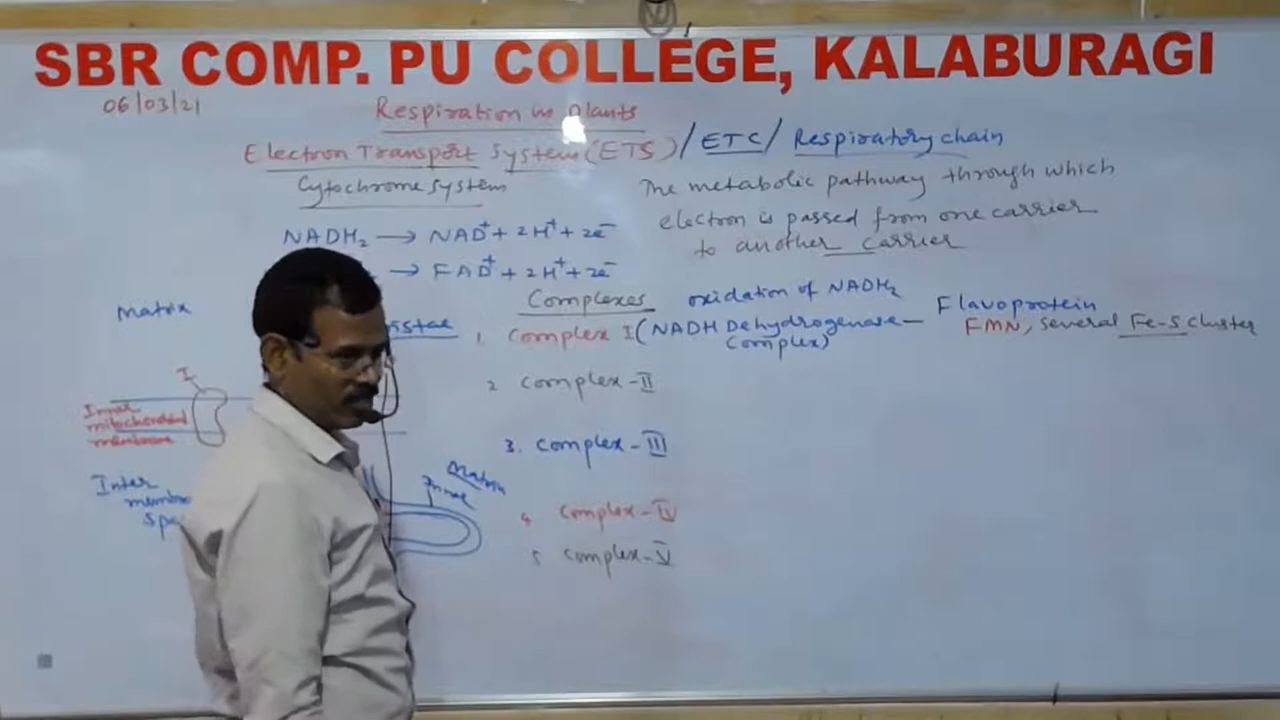 SBR COMP. PU COLLEGE, KALABURAGI
06/03/21
Respiration in Plants
Electron Transport System (ETS) / ETC / Respiratory chain
Cytochrome system
The metabolic pathway through which
electron is passed from one carrier
to another carrier
NADH₂ → NAD⁺ + 2H⁺ + 2e⁻
→ FAD⁺ + 2H⁺ + 2e⁻
Matrix
Complexes
oxidation of NADH₂
Flavoprotein
1. Complex I (NADH Dehydrogenase — FMN, several Fe-S cluster
Complex)
2 Complex-II
I
Inner
mitochondrial
membrane
3. Complex-III
Inter
Matrix
Inner
4 Complex-IV
5 Complex-V